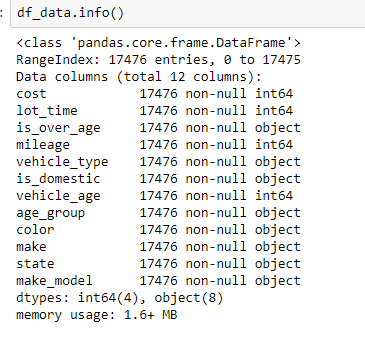 : df_data.info()
<class 'pandas.core.frame.DataFrame'>
RangeIndex: 17476 entries, 0 to 17475
Data columns (total 12 columns):
cost            17476 non-null int64
lot_time        17476 non-null int64
is_over_age     17476 non-null object
mileage         17476 non-null int64
vehicle_type    17476 non-null object
is_domestic     17476 non-null object
vehicle_age     17476 non-null int64
age_group       17476 non-null object
color           17476 non-null object
make            17476 non-null object
state           17476 non-null object
make_model      17476 non-null object
dtypes: int64(4), object(8)
memory usage: 1.6+ MB